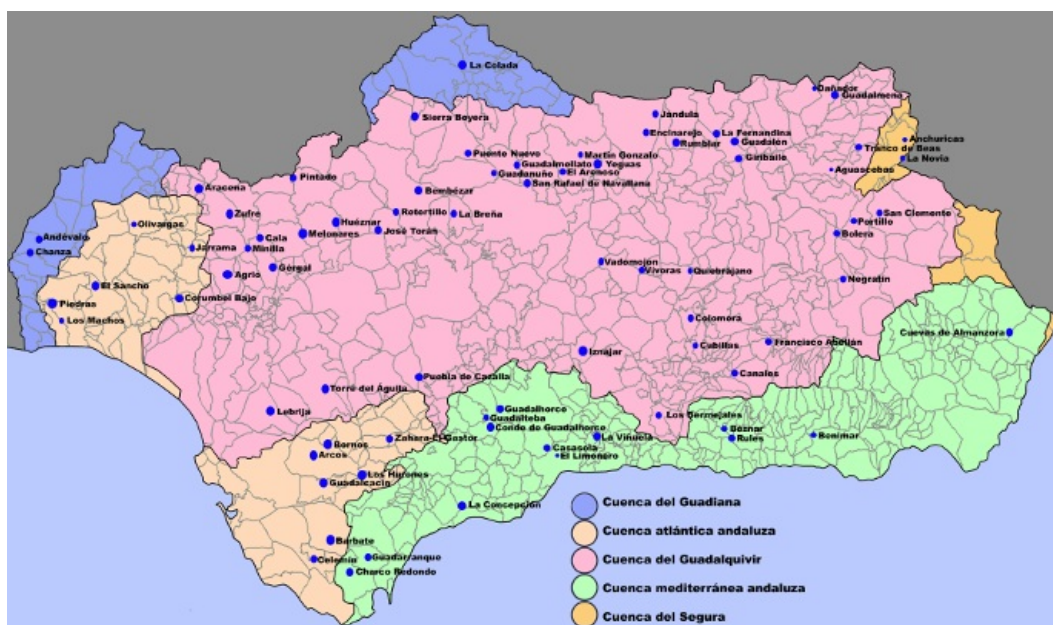 La Colada
Dañador
Guadalmena
Sierra Boyera
Jándula
Encinarejo
La Fernandina
Rumblar
Guadalén
Giribaile
Anchuricas
Tranco de Beas
La Novia
Puente Nuevo
Martín Gonzalo
Guadalmellato
Yeguas
Guadanuño
El Arenoso
Aguascebas
San Rafael de Navallana
Pintado
Aracena
Bembézar
Olivargas
Zufre
Retortillo
La Breña
San Clemente
Huéznar
Portillo
Andévalo
Cala
Melonares
José Torán
Bolera
Chanza
Jarrama
Minilla
Gergal
Vadomojón
Víboras
Quiebrajano
Agrio
Negratín
El Sancho
Corumbel Bajo
Piedras
Los Machos
Colomera
Cuevas de Almanzora
Cubillas
Francisco Abellán
Iznajar
Canales
Puebla de Cazalla
Torre del Águila
Lebrija
Guadalhorce
Guadalteba
Conde de Guadalhorce
Los Bermejales
Beznar
Rules
Benimar
La Viñuela
Zahara-El Gastor
Bornos
Arcos
Casasola
El Limonero
Los Hurones
Guadalcacín
La Concepción
Barbate
Celemín
Guadarranque
Charco Redondo
Cuenca del Guadiana
Cuenca atlántica andaluza
Cuenca del Guadalquivir
Cuenca mediterránea andaluza
Cuenca del Segura